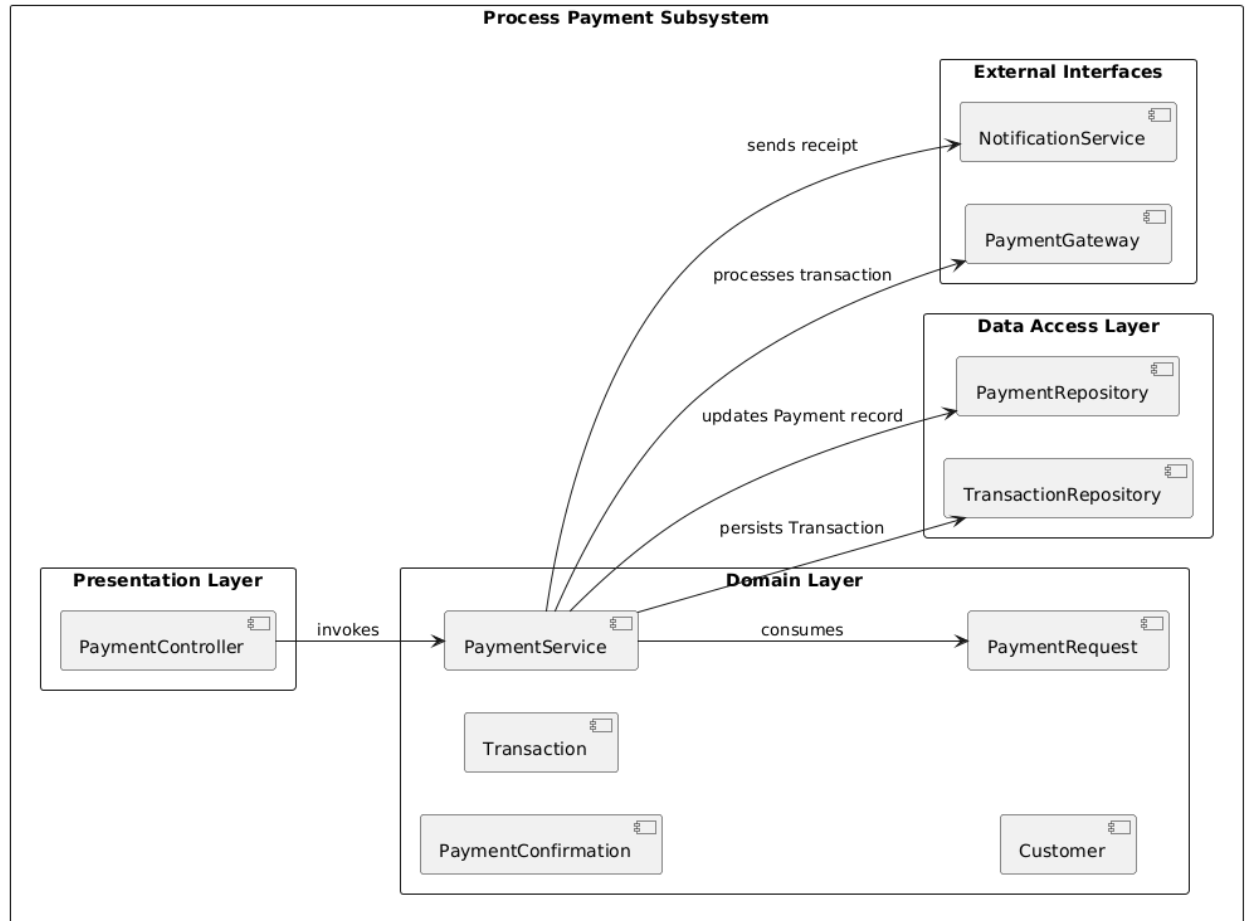 Process Payment Subsystem
External Interfaces
NotificationService
sends receipt
PaymentGateway
processes transaction
Data Access Layer
PaymentRepository
updates Payment record
TransactionRepository
persists Transaction
Presentation Layer
Domain Layer
PaymentController
invokes
PaymentService
consumes
PaymentRequest
Transaction
PaymentConfirmation
Customer